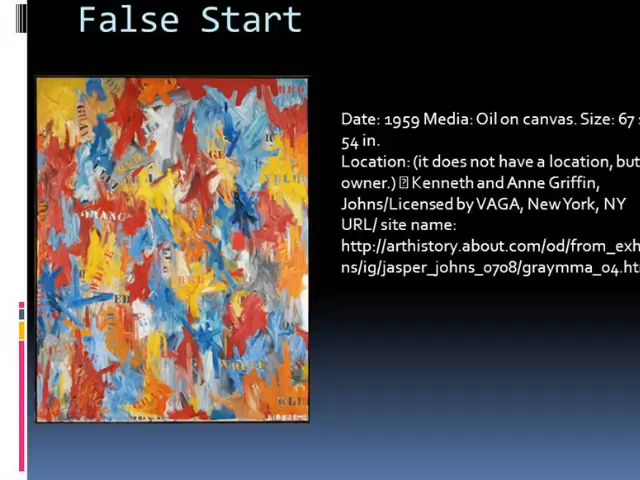 False Start
Date: 1959 Media: Oil on canvas. Size: 67
54 in.
Location: (it does not have a location, but
owner.) Kenneth and Anne Griffin,
Johns/Licensed by VAGA, New York, NY
URL/ site name:
http://arthistory.about.com/od/from_exh
ns/ig/jasper_johns_0708/graymma_04.ht
RED
ORANG